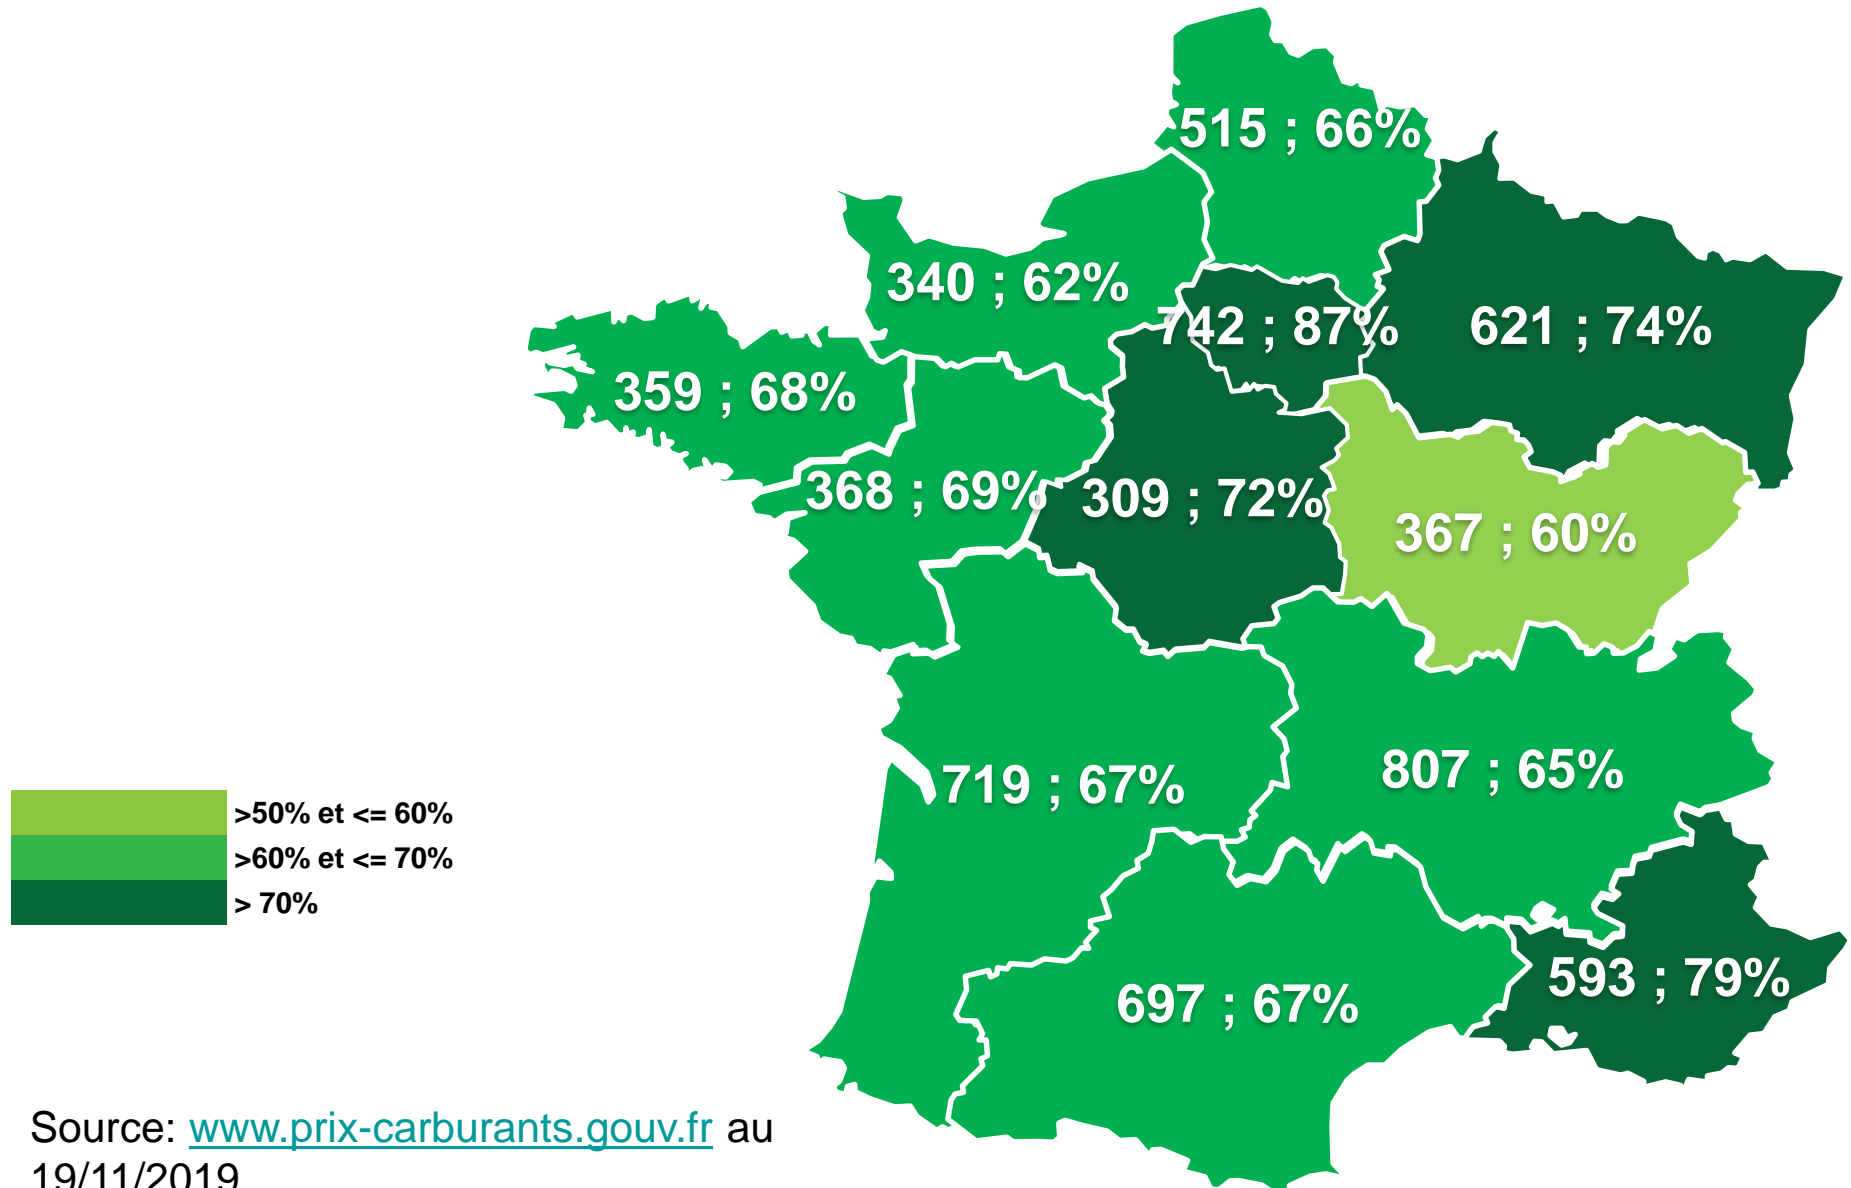 515 ; 66%
340 ; 62%
742 ; 87%
621 ; 74%
359 ; 68%
368 ; 69%
309 ; 72%
367 ; 60%
719 ; 67%
807 ; 65%
>50% et <= 60%
>60% et <= 70%
> 70%
593 ; 79%
697 ; 67%
Source: www.prix-carburants.gouv.fr au
19/11/2019